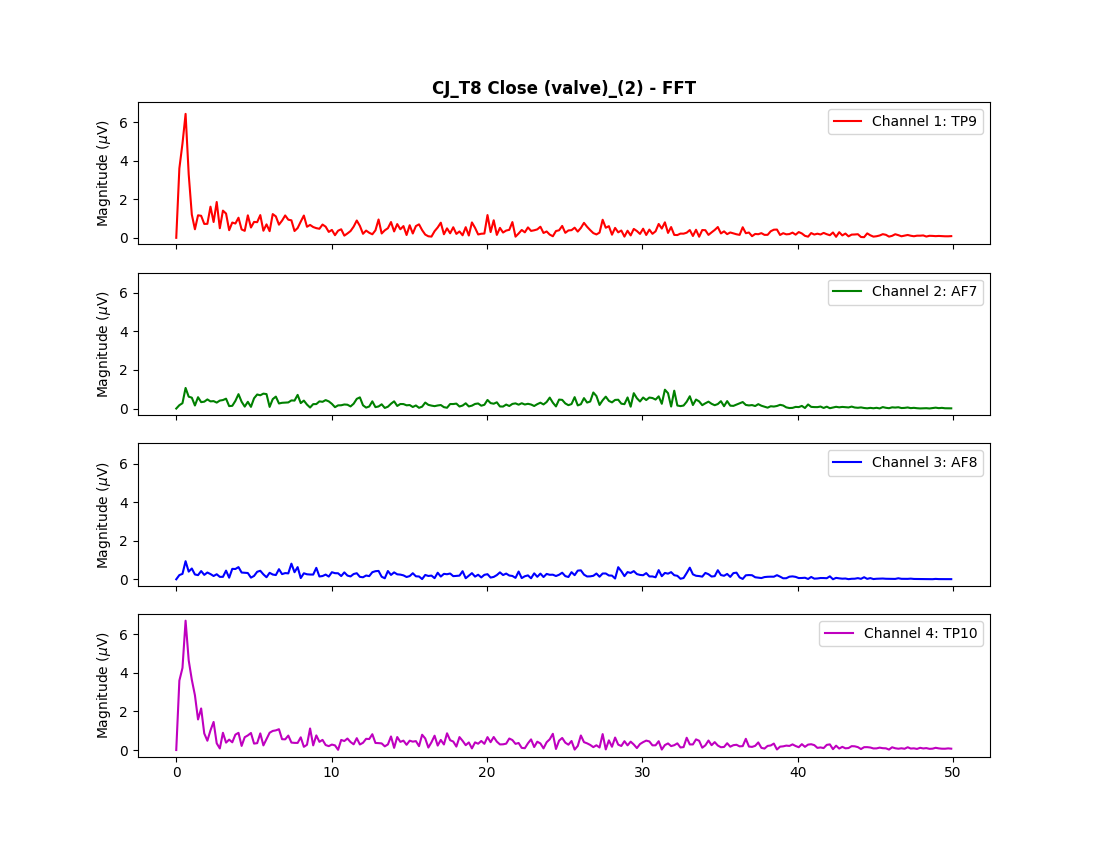 CJ_T8 Close (valve)_(2) - FFT
Magnitude (μV)
6
4
2
0
Channel 1: TP9
Magnitude (μV)
6
4
2
0
Channel 2: AF7
Magnitude (μV)
6
4
2
0
Channel 3: AF8
Magnitude (μV)
6
4
2
0
Channel 4: TP10
0 10 20 30 40 50